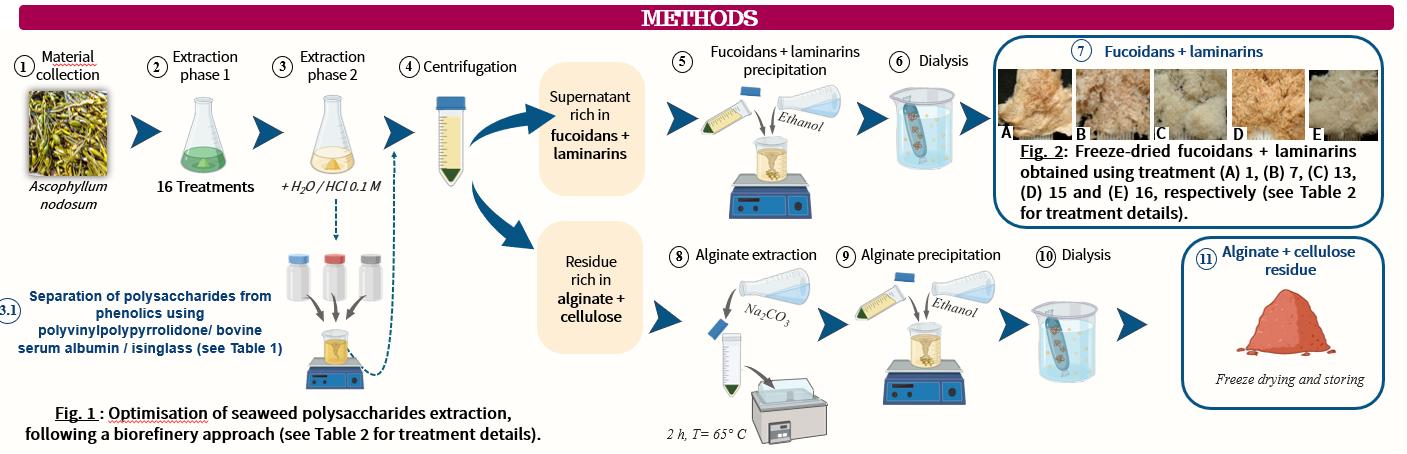 METHODS
1 Material
collection
Ascophyllum
nodosum
2 Extraction
phase 1
16 Treatments
3 Extraction
phase 2
+ H₂O / HCl 0.1 M
3.1 Separation of polysaccharides from
phenolics using
polyvinylpolypyrrolidone/ bovine
serum albumin / isinglass (see Table 1)
4 Centrifugation
Supernatant
rich in
fucoidans +
laminarins
Residue
rich in
alginate +
cellulose
5 Fucoidans + laminarins
precipitation
Ethanol
6 Dialysis
7 Fucoidans + laminarins
A B C D E
Fig. 2: Freeze-dried fucoidans + laminarins
obtained using treatment (A) 1, (B) 7, (C) 13,
(D) 15 and (E) 16, respectively (see Table 2
for treatment details).
8 Alginate extraction
Na₂CO₃
2 h, T= 65° C
9 Alginate precipitation
Ethanol
10 Dialysis
11 Alginate + cellulose
residue
Freeze drying and storing
Fig. 1 : Optimisation of seaweed polysaccharides extraction,
following a biorefinery approach (see Table 2 for treatment details).